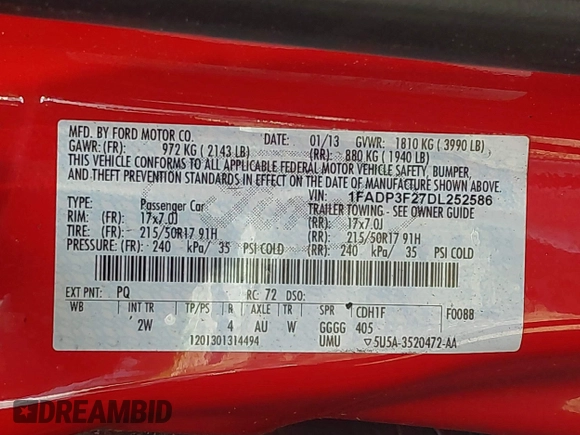 MFD. BY FORD MOTOR CO. DATE: 01/13 GVWR: 1810 KG ( 3990 LB)
GAWR: (FR): 972 KG ( 2143 LB) (RR): 880 KG ( 1940 LB)
THIS VEHICLE CONFORMS TO ALL APPLICABLE FEDERAL MOTOR VEHICLE SAFETY, BUMPER,
AND THEFT PREVENTION STANDARDS IN EFFECT ON THE DATE OF MANUFACTURE SHOWN ABOVE.
VIN: 1FADP3F27DL252586
TYPE: Passenger Car TRAILER TOWING - SEE OWNER GUIDE
RIM: (FR): 17x7.0J (RR): 17x7.0J
TIRE: (FR): 215/50R17 91H (RR): 215/50R17 91H
PRESSURE: (FR): 240 kPa/ 35 PSI COLD (RR): 240 kPa/ 35 PSI COLD
EXT PNT: PQ RC: 72 DSO: F0088
WB INT TR TP/PS R AXLE TR SPR CDH1F
2W - 4 AU W GGGG 405
1201301314494 UMU ▽5U5A-3520472-AA
DREAMBID